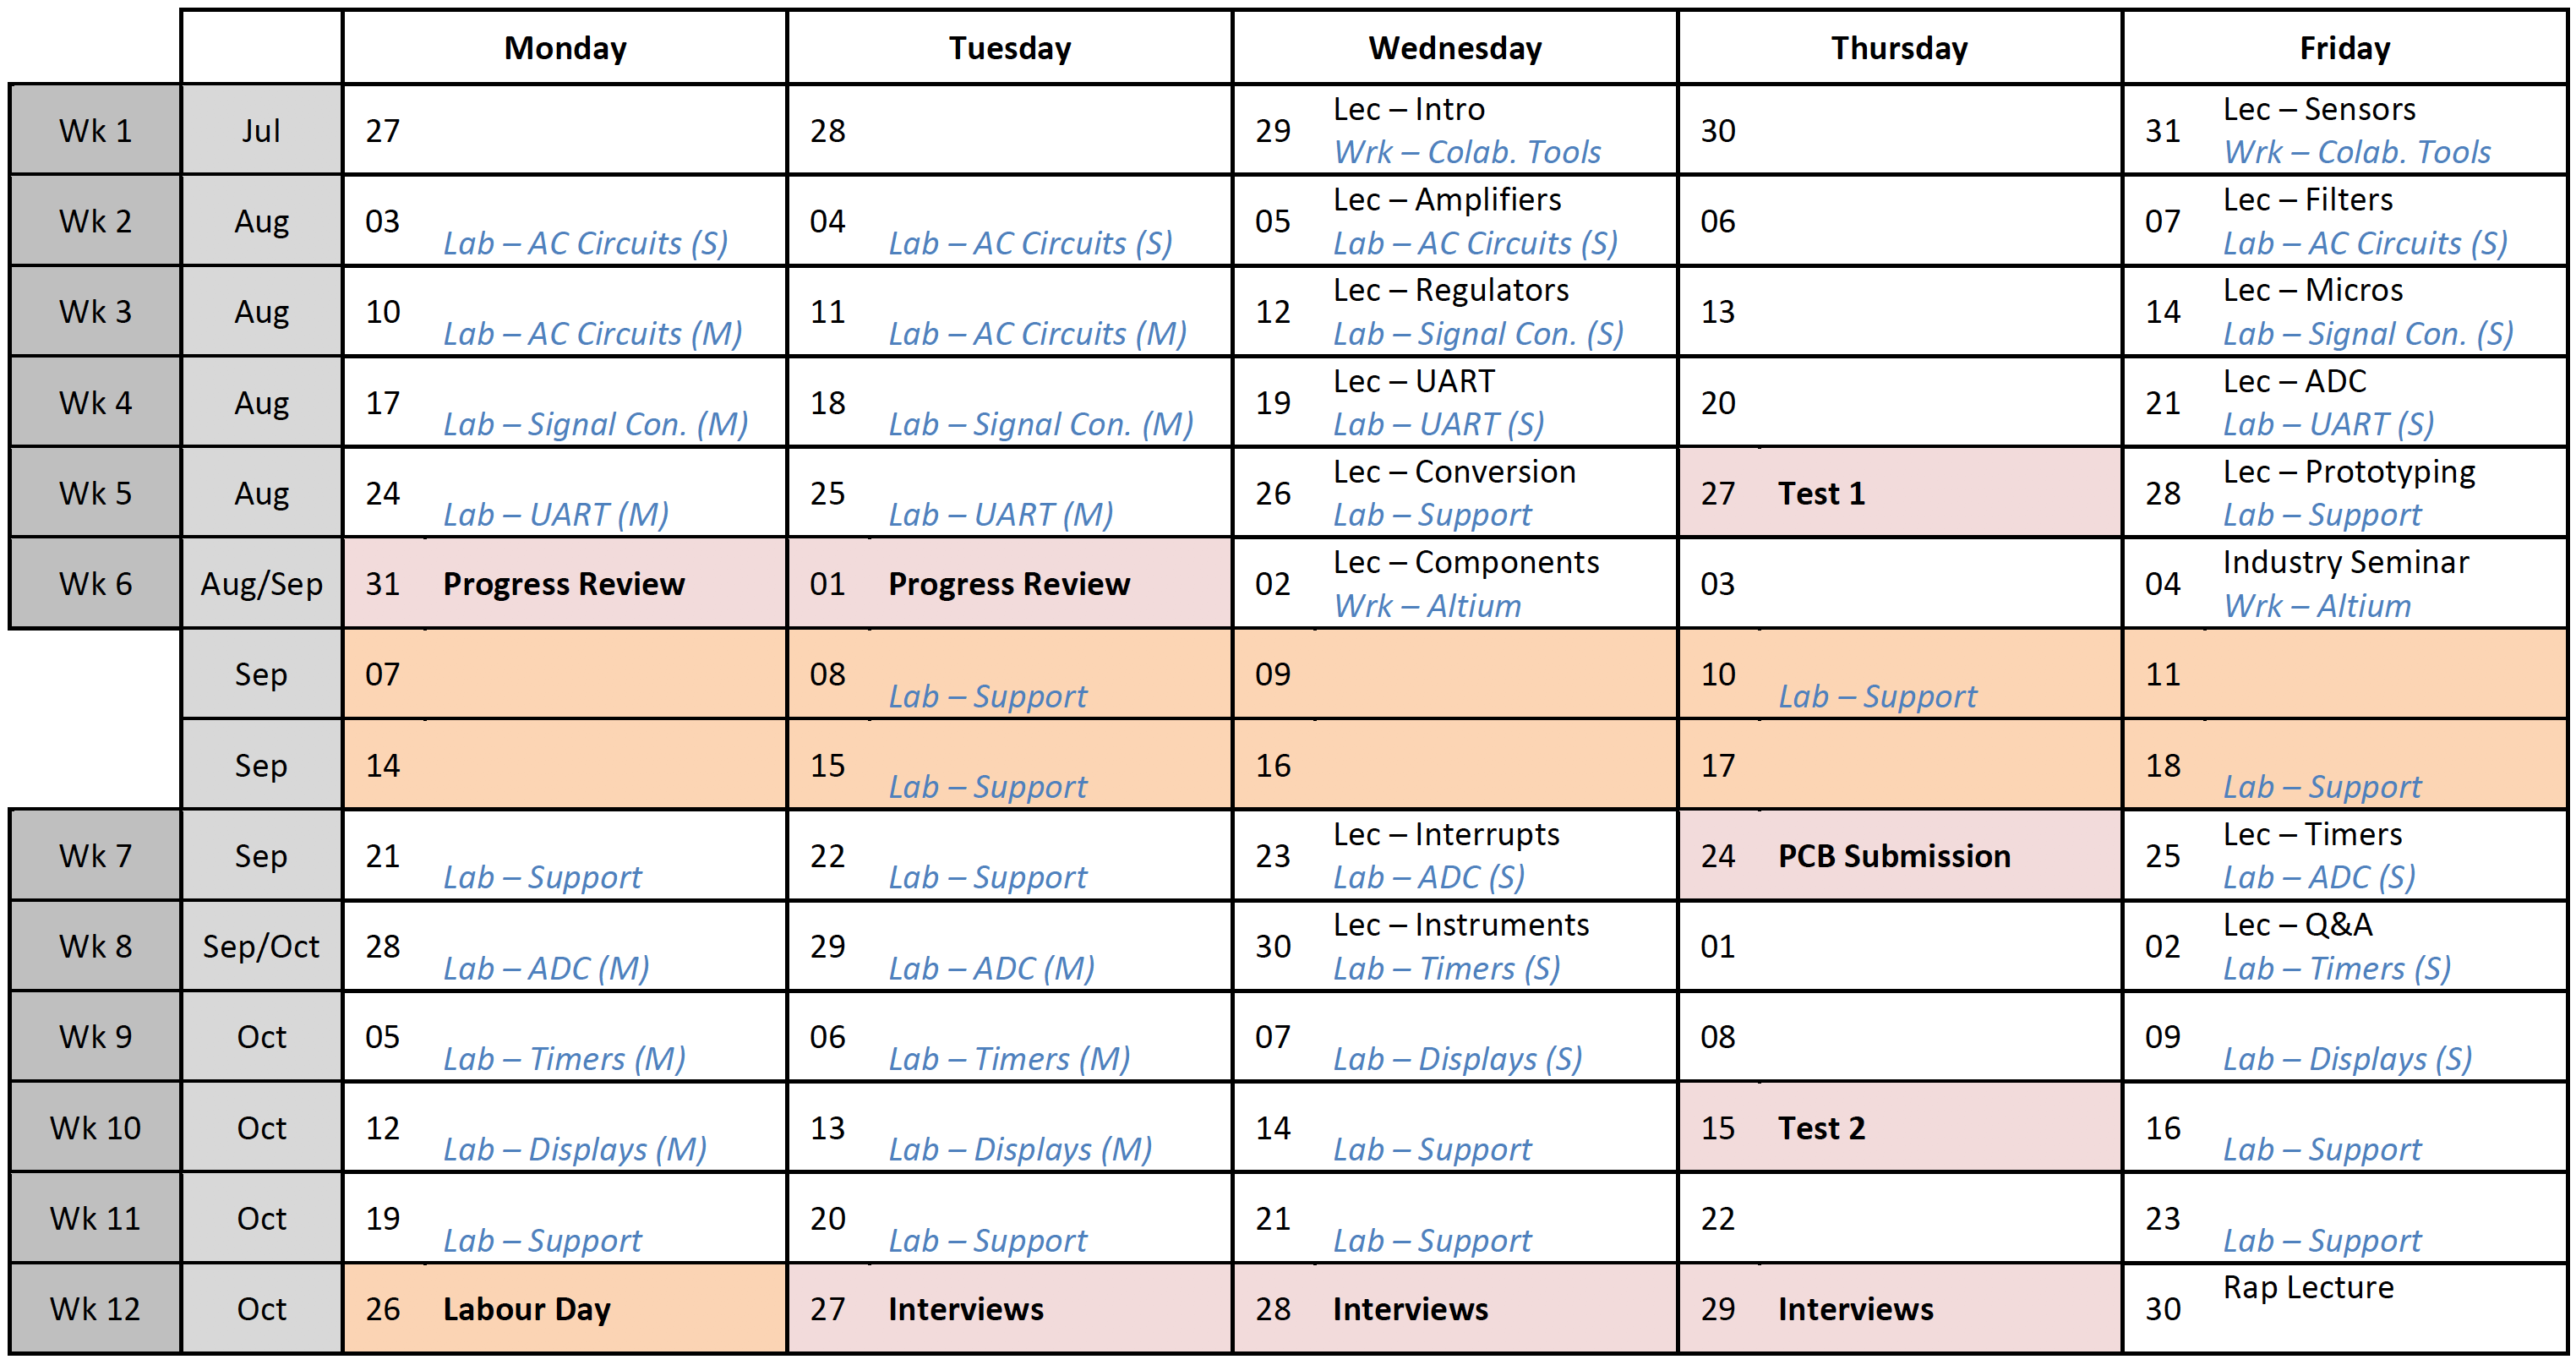 Monday Tuesday Wednesday Thursday Friday
Wk 1 Jul 27 28 29 Lec – Intro 30 31 Lec – Sensors
Wrk – Colab. Tools Wrk – Colab. Tools
Wk 2 Aug 03 04 05 Lec – Amplifiers 06 07 Lec – Filters
Lab – AC Circuits (S) Lab – AC Circuits (S) Lab – AC Circuits (S) Lab – AC Circuits (S)
Wk 3 Aug 10 11 12 Lec – Regulators 13 14 Lec – Micros
Lab – AC Circuits (M) Lab – AC Circuits (M) Lab – Signal Con. (S) Lab – Signal Con. (S)
Wk 4 Aug 17 18 19 Lec – UART 20 21 Lec – ADC
Lab – Signal Con. (M) Lab – Signal Con. (M) Lab – UART (S) Lab – UART (S)
Wk 5 Aug 24 25 26 Lec – Conversion 27 Test 1 28 Lec – Prototyping
Lab – UART (M) Lab – UART (M) Lab – Support Lab – Support
Wk 6 Aug/Sep 31 Progress Review 01 Progress Review 02 Lec – Components 03 04 Industry Seminar
Wrk – Altium Wrk – Altium
Sep 07 08 09 10 11
Lab – Support Lab – Support
Sep 14 15 16 17 18
Lab – Support Lab – Support
Wk 7 Sep 21 22 23 Lec – Interrupts 24 PCB Submission 25 Lec – Timers
Lab – Support Lab – Support Lab – ADC (S) Lab – ADC (S)
Wk 8 Sep/Oct 28 29 30 Lec – Instruments 01 02 Lec – Q&A
Lab – ADC (M) Lab – ADC (M) Lab – Timers (S) Lab – Timers (S)
Wk 9 Oct 05 06 07 08 09
Lab – Timers (M) Lab – Timers (M) Lab – Displays (S) Lab – Displays (S)
Wk 10 Oct 12 13 14 15 Test 2 16
Lab – Displays (M) Lab – Displays (M) Lab – Support Lab – Support
Wk 11 Oct 19 20 21 22 23
Lab – Support Lab – Support Lab – Support Lab – Support
Wk 12 Oct 26 Labour Day 27 Interviews 28 Interviews 29 Interviews 30 Rap Lecture